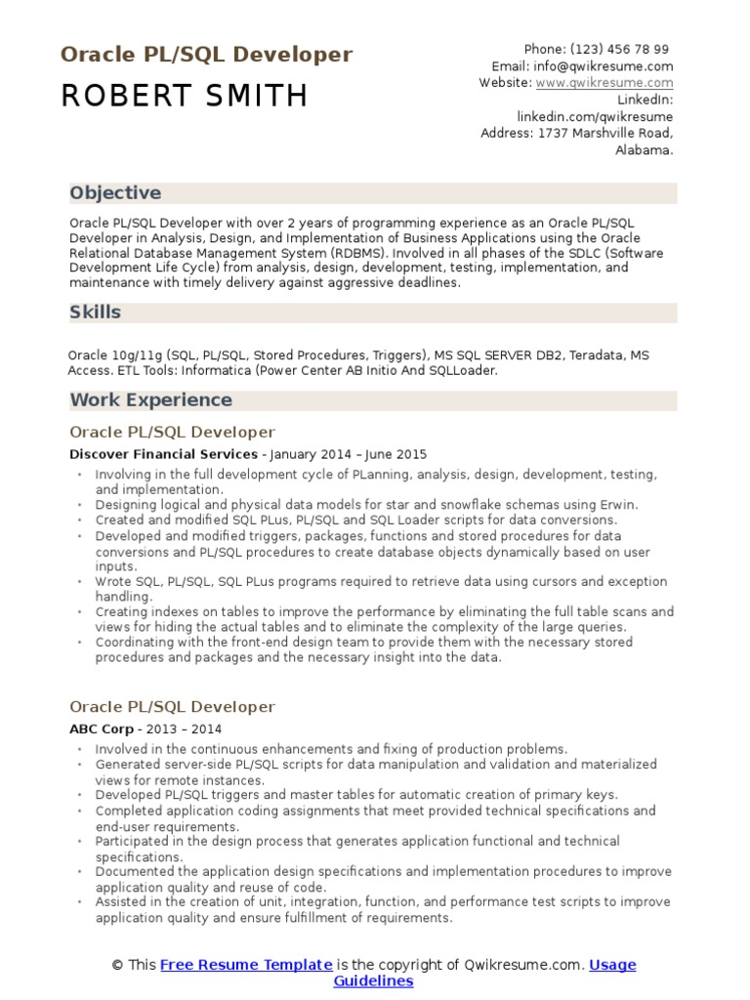 Oracle PL/SQL Developer
ROBERT SMITH
Phone: (123) 456 78 99
Email: info@qwikresume.com
Website: www.qwikresume.com
LinkedIn:
linkedin.com/qwikresume
Address: 1737 Marshville Road,
Alabama.
Objective
Oracle PL/SQL Developer with over 2 years of programming experience as an Oracle PL/SQL
Developer in Analysis, Design, and Implementation of Business Applications using the Oracle
Relational Database Management System (RDBMS). Involved in all phases of the SDLC (Software
Development Life Cycle) from analysis, design, development, testing, implementation, and
maintenance with timely delivery against aggressive deadlines.
Skills
Oracle 10g/11g (SQL, PL/SQL, Stored Procedures, Triggers), MS SQL SERVER DB2, Teradata, MS
Access. ETL Tools: Informatica (Power Center AB Initio And SQLLoader.
Work Experience
Oracle PL/SQL Developer
Discover Financial Services - January 2014 – June 2015
• Involving in the full development cycle of PLanning, analysis, design, development, testing,
and implementation.
• Designing logical and physical data models for star and snowflake schemas using Erwin.
• Created and modified SQL PLus, PL/SQL and SQL Loader scripts for data conversions.
• Developed and modified triggers, packages, functions and stored procedures for data
conversions and PL/SQL procedures to create database objects dynamically based on user
inputs.
• Wrote SQL, PL/SQL, SQL PLus programs required to retrieve data using cursors and exception
handling.
• Creating indexes on tables to improve the performance by eliminating the full table scans and
views for hiding the actual tables and to eliminate the complexity of the large queries.
• Coordinating with the front-end design team to provide them with the necessary stored
procedures and packages and the necessary insight into the data.
Oracle PL/SQL Developer
ABC Corp - 2013 – 2014
• Involved in the continuous enhancements and fixing of production problems.
• Generated server-side PL/SQL scripts for data manipulation and validation and materialized
views for remote instances.
• Developed PL/SQL triggers and master tables for automatic creation of primary keys.
• Completed application coding assignments that meet provided technical specifications and
end-user requirements.
• Participated in the design process that generates application functional and technical
specifications.
• Documented the application design specifications and implementation procedures to improve
application quality and reuse of code.
• Assisted in the creation of unit, integration, function, and performance test scripts to improve
application quality and ensure fulfillment of requirements.
© This Free Resume Template is the copyright of Qwikresume.com. Usage
Guidelines